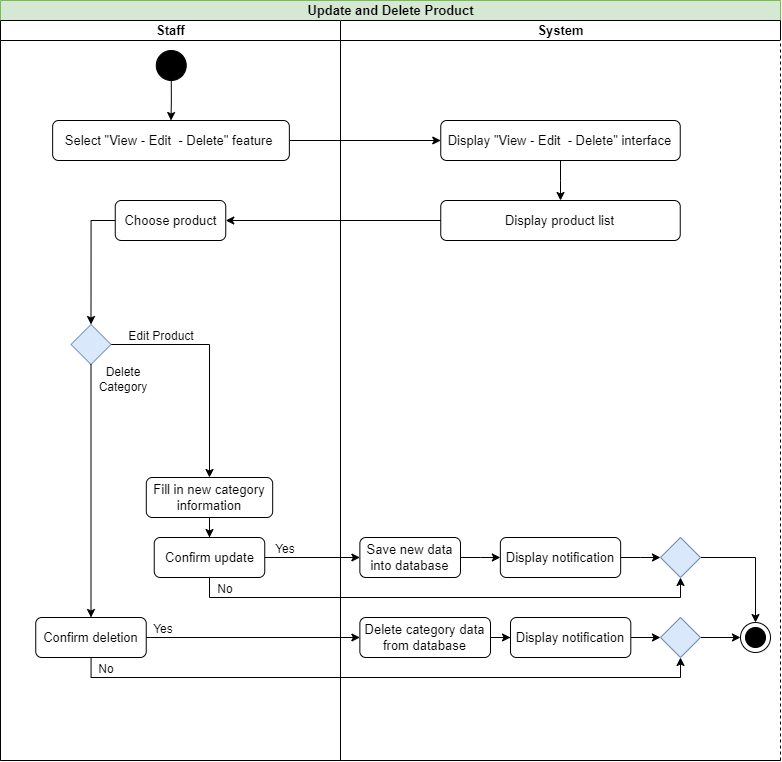 Update and Delete Product
Staff
System
Select "View - Edit  - Delete" feature
Display "View - Edit  - Delete" interface
Choose product
Display product list
Edit Product
Delete
Category
Fill in new category
information
Confirm update
Yes
Save new data
into database
Display notification
No
Confirm deletion
Yes
Delete category data
from database
Display notification
No